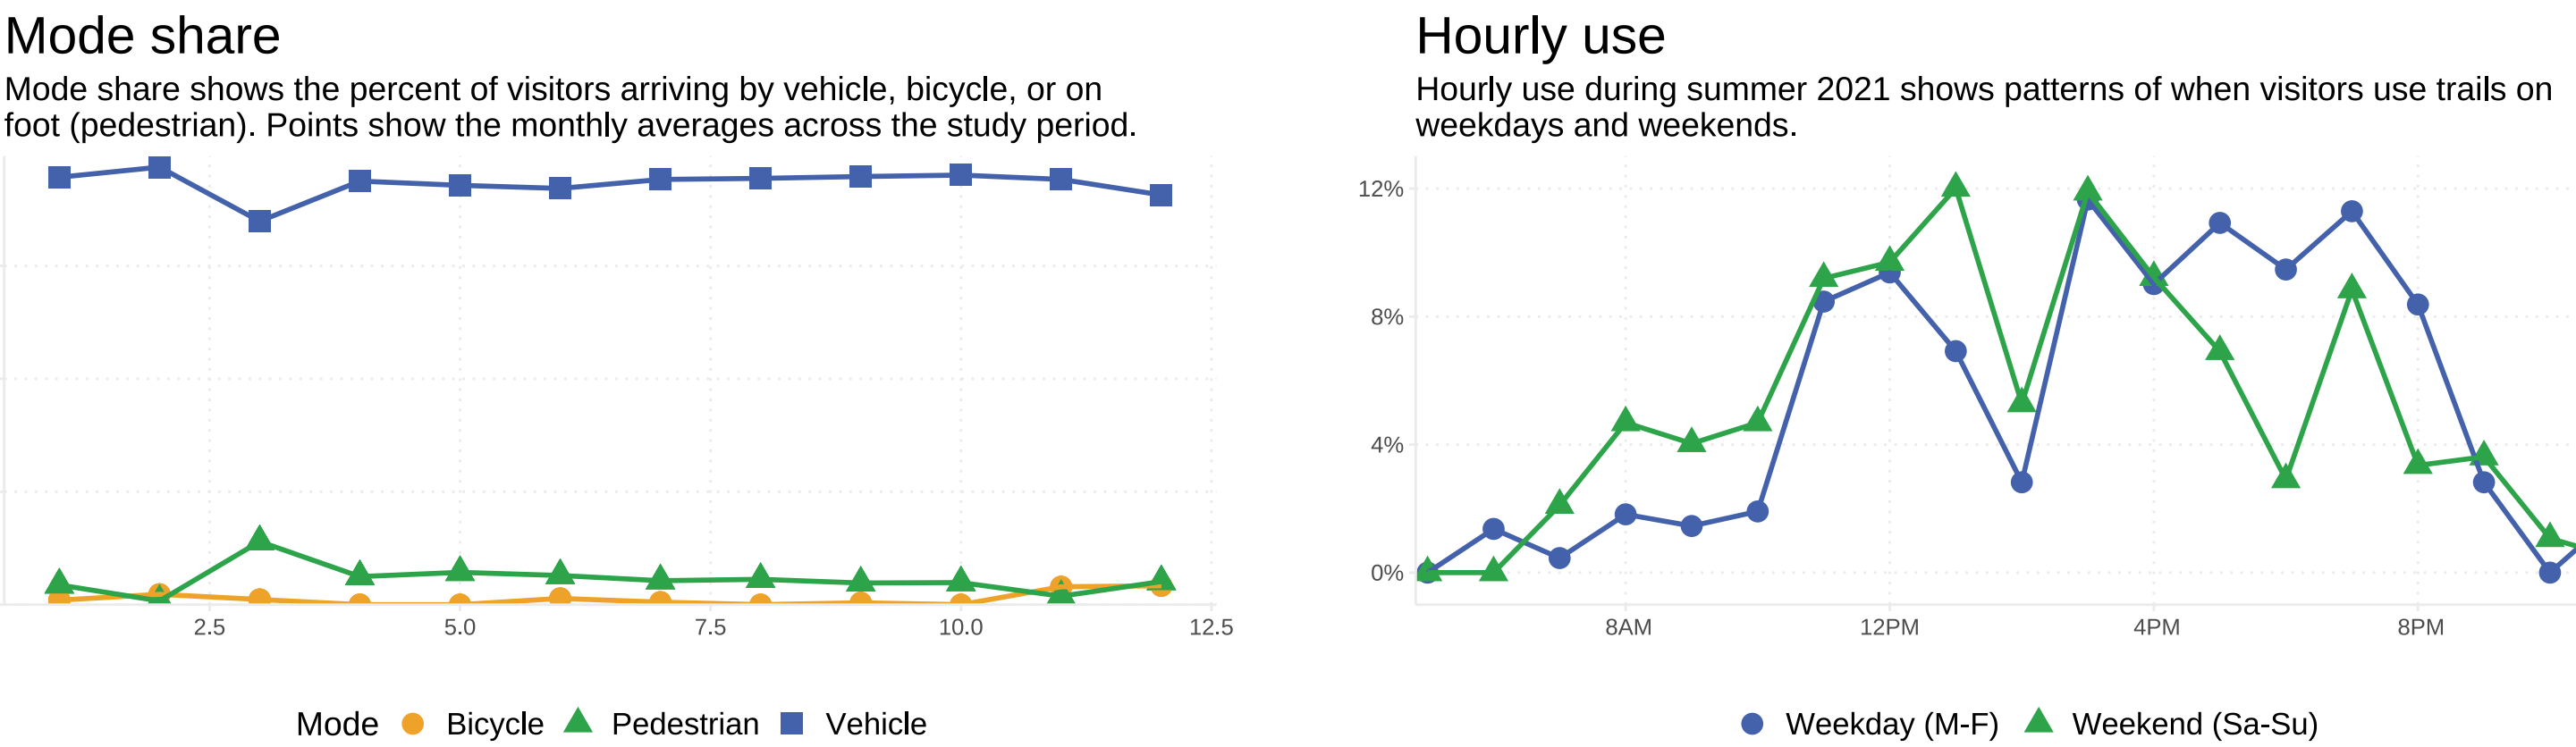 Mode share
Mode share shows the percent of visitors arriving by vehicle, bicycle, or on
foot (pedestrian). Points show the monthly averages across the study period.
2.5 5.0 7.5 10.0 12.5
Mode Bicycle Pedestrian Vehicle
Hourly use
Hourly use during summer 2021 shows patterns of when visitors use trails on
weekdays and weekends.
12%
8%
4%
0%
8AM 12PM 4PM 8PM
Weekday (M-F) Weekend (Sa-Su)